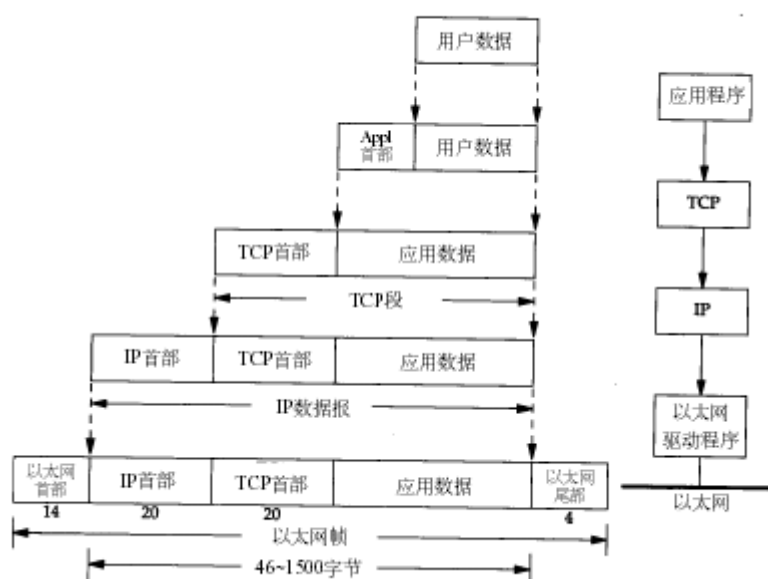 用户数据
应用程序
Appl
首部
用户数据
TCP首部
应用数据
TCP
TCP段
IP首部
TCP首部
应用数据
IP
IP数据报
以太网
驱动程序
以太网
首部
IP首部
TCP首部
应用数据
以太网
尾部
以太网
14
20
20
4
以太网帧
46~1500字节